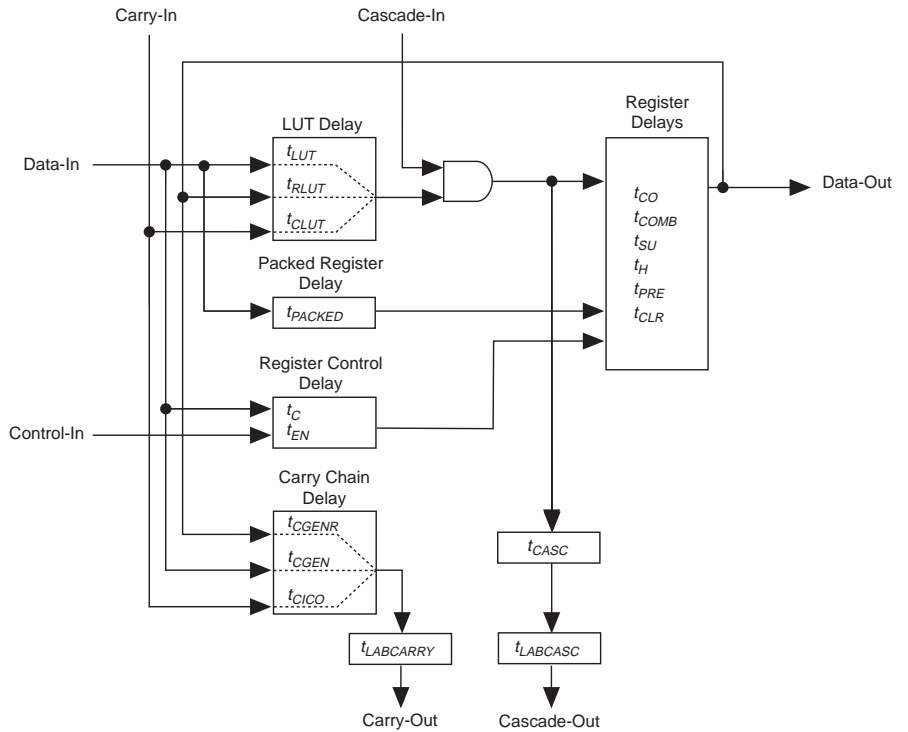 Carry-In
Cascade-In
LUT Delay
Register
Delays
Data-In
tLUT
tRLUT
tCLUT
Data-Out
tCO
tCOMB
tSU
tH
tPRE
tCLR
Packed Register
Delay
tPACKED
Register Control
Delay
tC
tEN
Control-In
Carry Chain
Delay
tCGENR
tCGEN
tCICO
tCASC
tLABCARRY
tLABCASC
Carry-Out
Cascade-Out